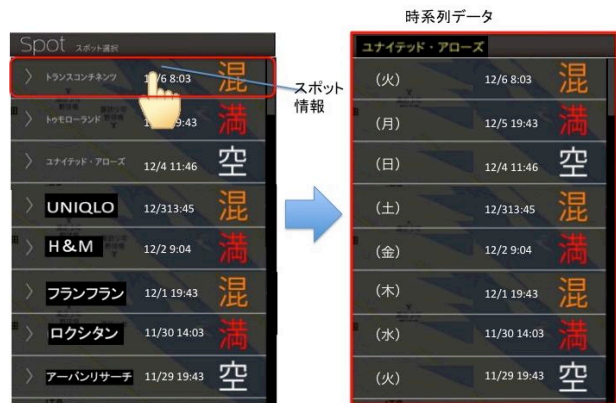 時系列データ
Spot スポット選択
トランスコンチネンツ 12/6 8:03 混
トゥモローランド 19:43 満
ユナイテッド・アローズ 12/4 11:46 空
UNIQLO 12/313:45 混
H&M 12/2 9:04 満
フランフラン 12/1 19:43 混
ロクシタン 11/30 14:03 満
アーバンリサーチ 11/29 19:43 空
スポット
情報
ユナイテッド・アローズ
(火) 12/6 8:03 混
(月) 12/5 19:43 満
(日) 12/4 11:46 空
(土) 12/313:45 混
(金) 12/2 9:04 満
(木) 12/1 19:43 混
(水) 11/30 14:03 満
(火) 11/29 19:43 空